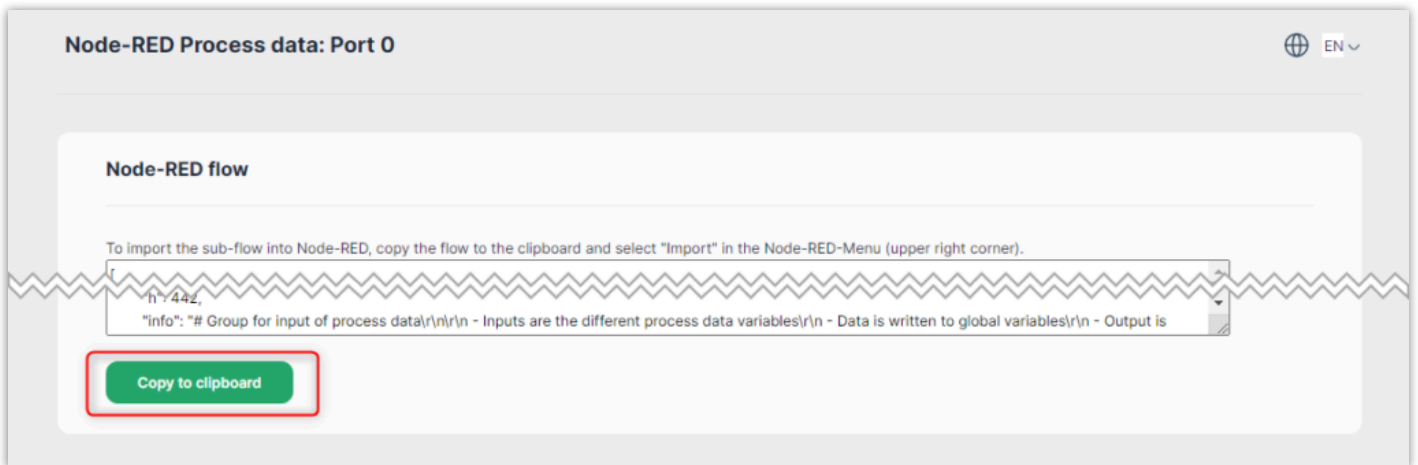 Node-RED Process data: Port 0
EN
Node-RED flow
To import the sub-flow into Node-RED, copy the flow to the clipboard and select "Import" in the Node-RED-Menu (upper right corner).
[
"h": 442,
"info": "# Group for input of process data\r\n\r\n - Inputs are the different process data variables\r\n - Data is written to global variables\r\n - Output is
Copy to clipboard